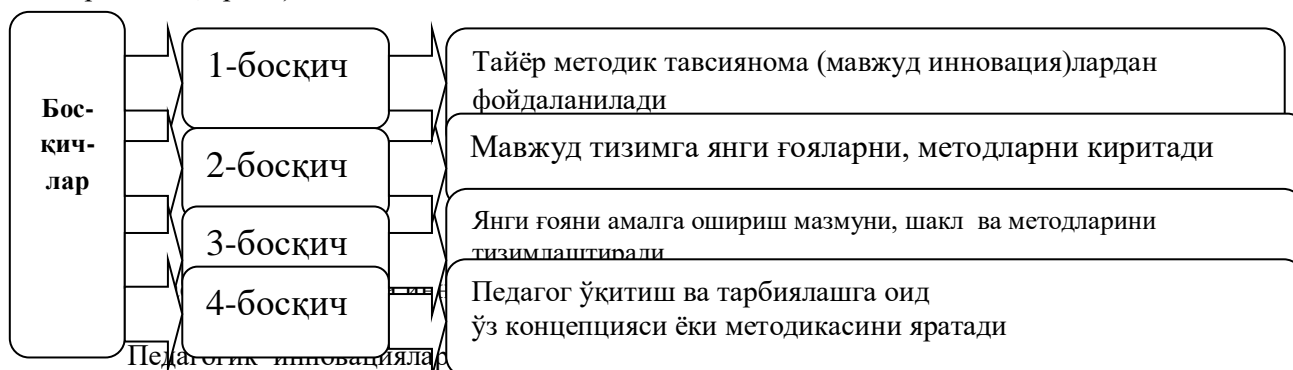 Бос-
қич-
лар
1-босқич
Тайёр методик тавсиянома (мавжуд инновация)лардан
фойдаланилади
2-босқич
Мавжуд тизимга янги ғояларни, методларни киритади
3-босқич
Янги ғояни амалга ошириш мазмуни, шакл ва методларини
тизимлаштиради
4-босқич
Педагог ўқитиш ва тарбиялашга оид
ўз концепцияси ёки методикасини яратади
Педагогик инновациялар